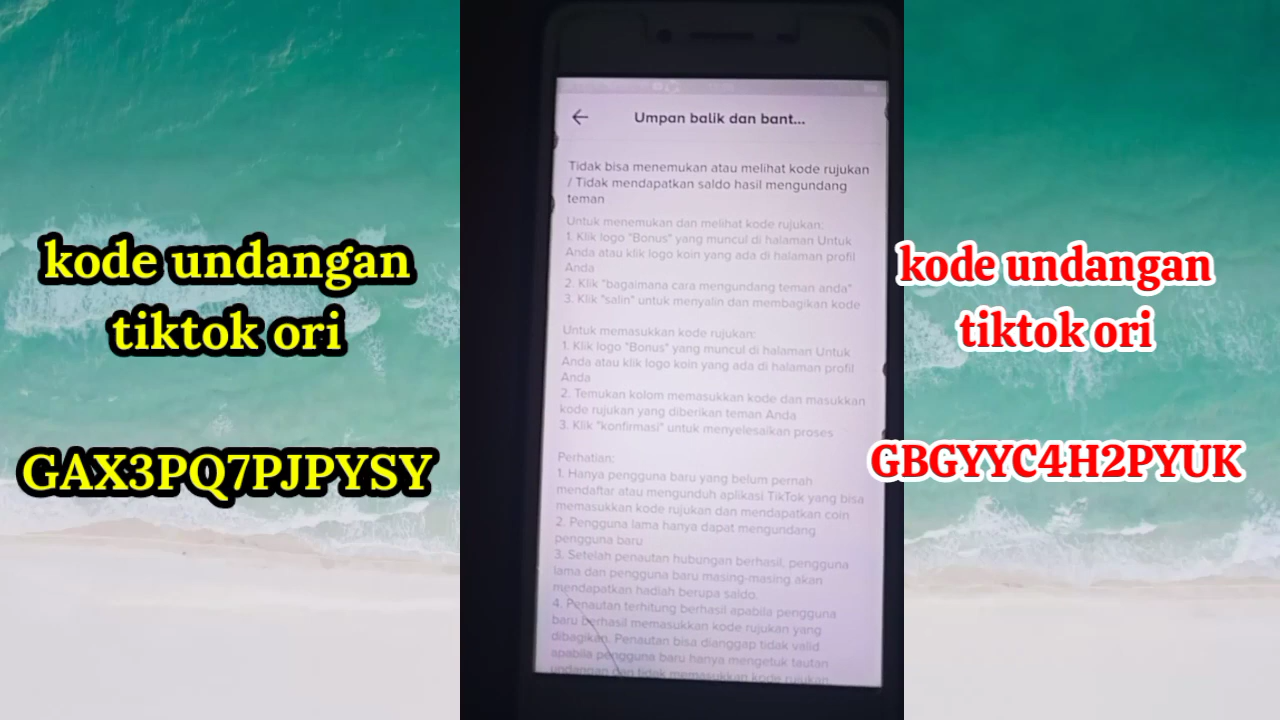 kode undangan
tiktok ori
GAX3PQ7PJPYSY
Umpan balik dan bant...
Tidak bisa menemukan atau melihat kode rujukan
/ Tidak mendapatkan saldo hasil mengundang
teman
Untuk menemukan dan melihat kode rujukan:
1. Klik logo "Bonus" yang muncul di halaman Untuk
Anda atau klik logo koin yang ada di halaman profil
Anda
2. Klik "bagaimana cara mengundang teman anda"
3. Klik "salin" untuk menyalin dan membagikan kode
Untuk memasukkan kode rujukan:
1. Klik logo "Bonus" yang muncul di halaman Untuk
Anda atau klik logo koin yang ada di halaman profil
Anda
2. Temukan kolom memasukkan kode dan masukkan
kode rujukan yang diberikan teman Anda
3. Klik "konfirmasi" untuk menyelesaikan proses
Perhatian:
1. Hanya pengguna baru yang belum pernah
mendaftar atau mengunduh aplikasi TikTok yang bisa
memasukkan kode rujukan dan mendapatkan coin
2. Pengguna lama hanya dapat mengundang
pengguna baru
3. Setelah penautan hubungan berhasil, pengguna
lama dan pengguna baru masing-masing akan
mendapatkan hadiah berupa saldo.
4. Penautan terhitung berhasil apabila pengguna
baru berhasil memasukkan kode rujukan yang
dibagikan. Penautan bisa dianggap tidak valid
apabila pengguna baru hanya mengetuk tautan
undangan dan tidak memasukkan kode rujukan
kode undangan
tiktok ori
GBGYYC4H2PYUK